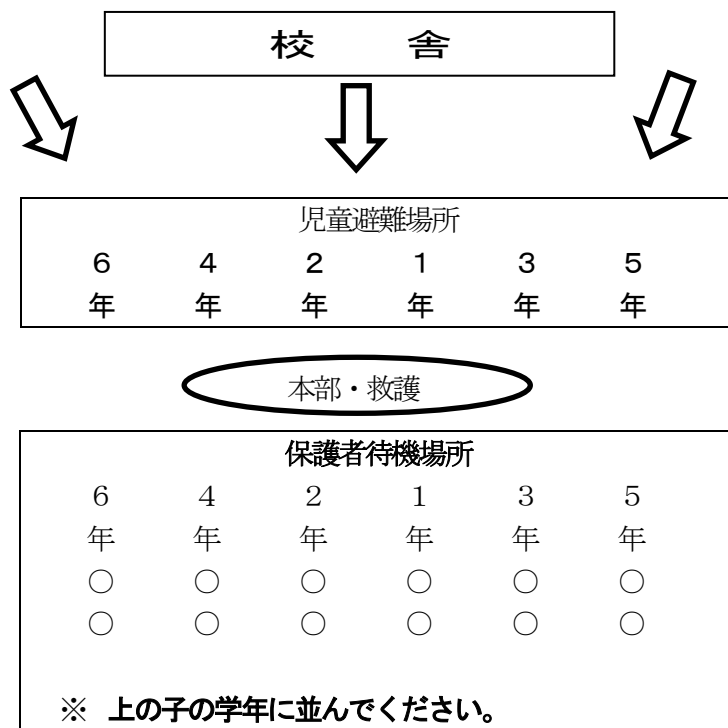 校　　舎
児童避難場所
６　４　２　１　３　５
年　年　年　年　年　年
本部・救護
保護者待機場所
６　４　２　１　３　５
年　年　年　年　年　年
○　○　○　○　○　○
○　○　○　○　○　○
※　上の子の学年に並んでください。